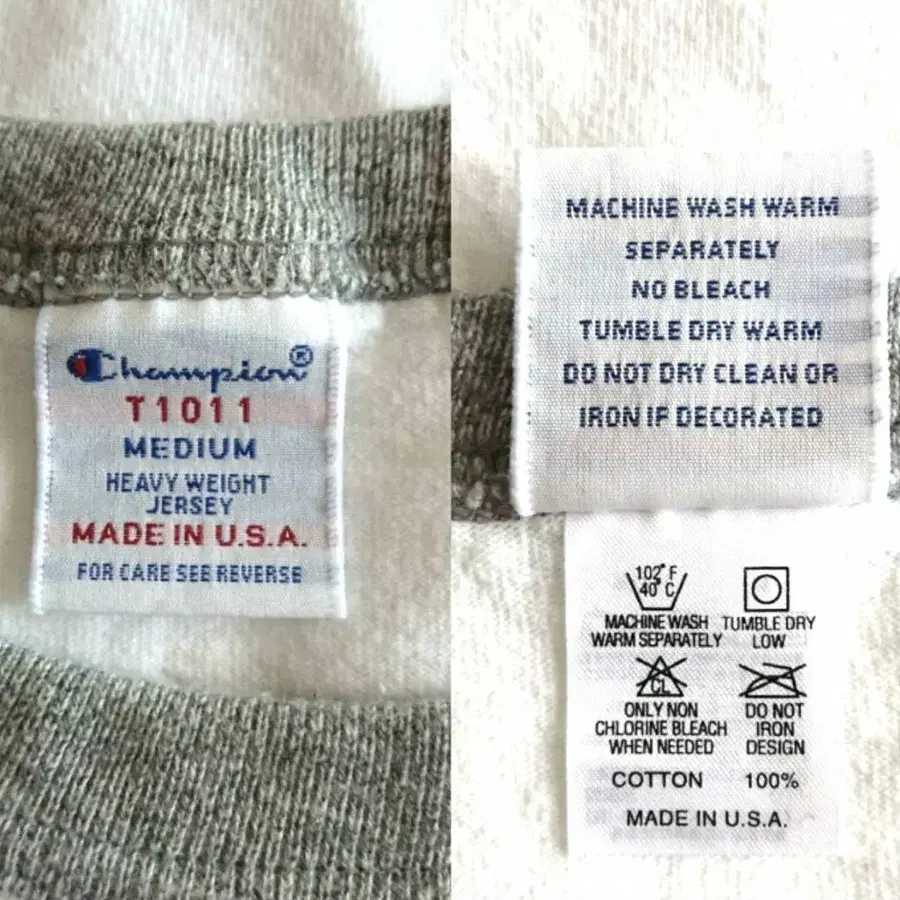 Champion®
T1011
MEDIUM
HEAVY WEIGHT
JERSEY
MADE IN U.S.A.
FOR CARE SEE REVERSE
MACHINE WASH WARM
SEPARATELY
NO BLEACH
TUMBLE DRY WARM
DO NOT DRY CLEAN OR
IRON IF DECORATED
102°F
40°C
MACHINE WASH
WARM SEPARATELY
TUMBLE DRY
LOW
CL
ONLY NON
CHLORINE BLEACH
WHEN NEEDED
DO NOT
IRON
DESIGN
COTTON 100%
MADE IN U.S.A.